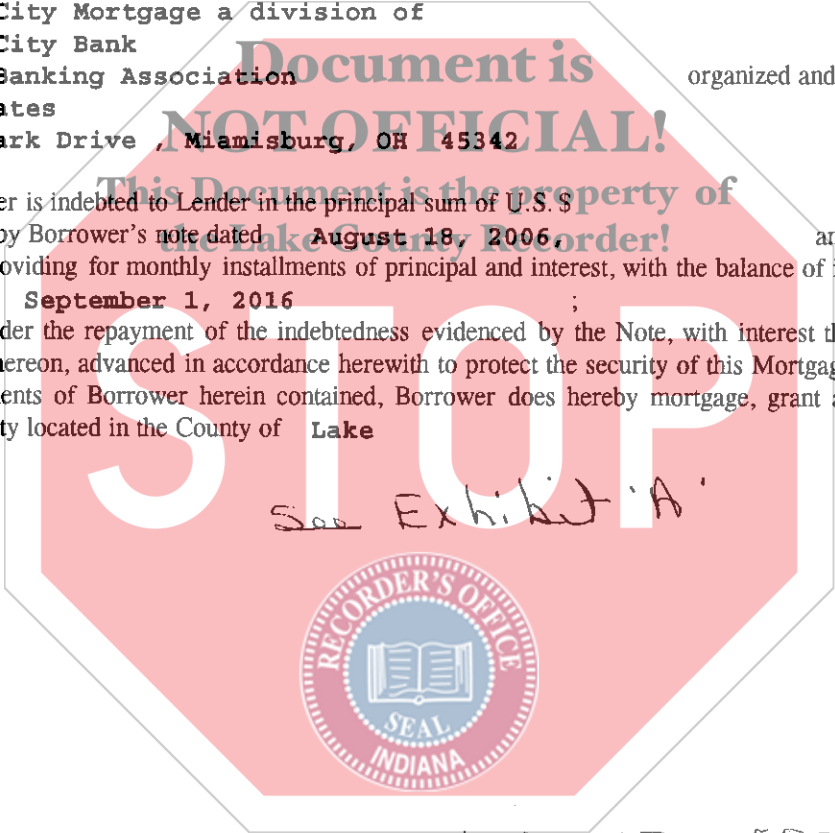 City Mortgage a division of
City Bank
Banking Association organized and
ates
ark Drive , Miamisburg, OH 45342
Document is
NOT OFFICIAL!
This Document is the property of
the Lake County Recorder!
er is indebted to Lender in the principal sum of U.S. $
by Borrower's note dated August 18, 2006, an
oviding for monthly installments of principal and interest, with the balance of i
September 1, 2016 ;
der the repayment of the indebtedness evidenced by the Note, with interest th
ereon, advanced in accordance herewith to protect the security of this Mortgag
ents of Borrower herein contained, Borrower does hereby mortgage, grant a
ty located in the County of Lake
STOP
See Exhibit 'A'
RECORDER'S OFFICE
SEAL
INDIANA